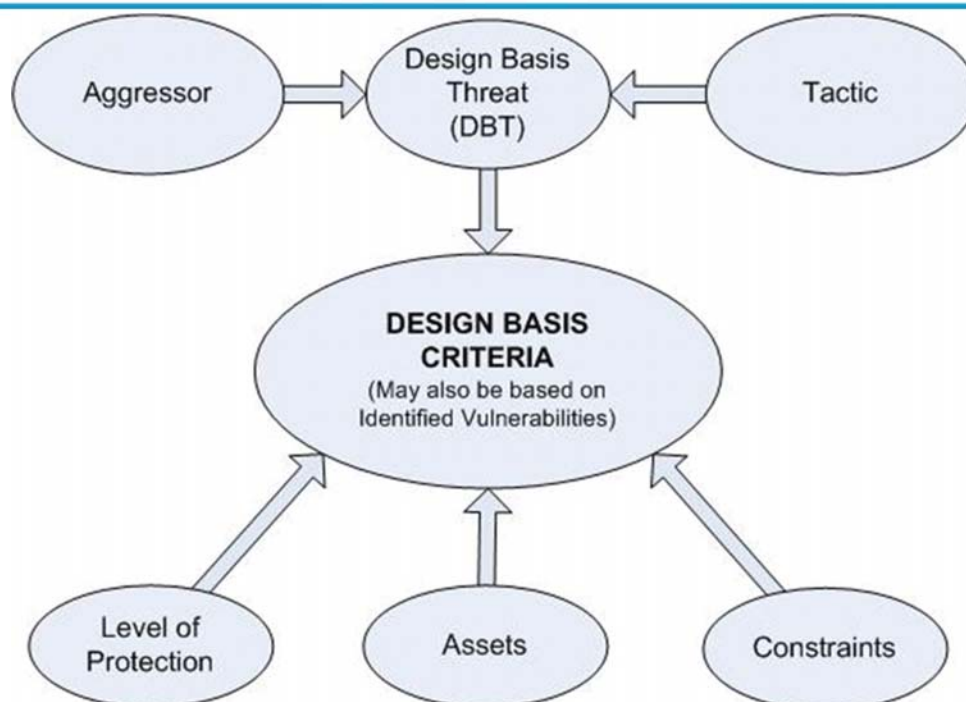 Aggressor
Design Basis
Threat
(DBT)
Tactic
DESIGN BASIS
CRITERIA
(May also be based on
Identified Vulnerabilities)
Level of
Protection
Assets
Constraints